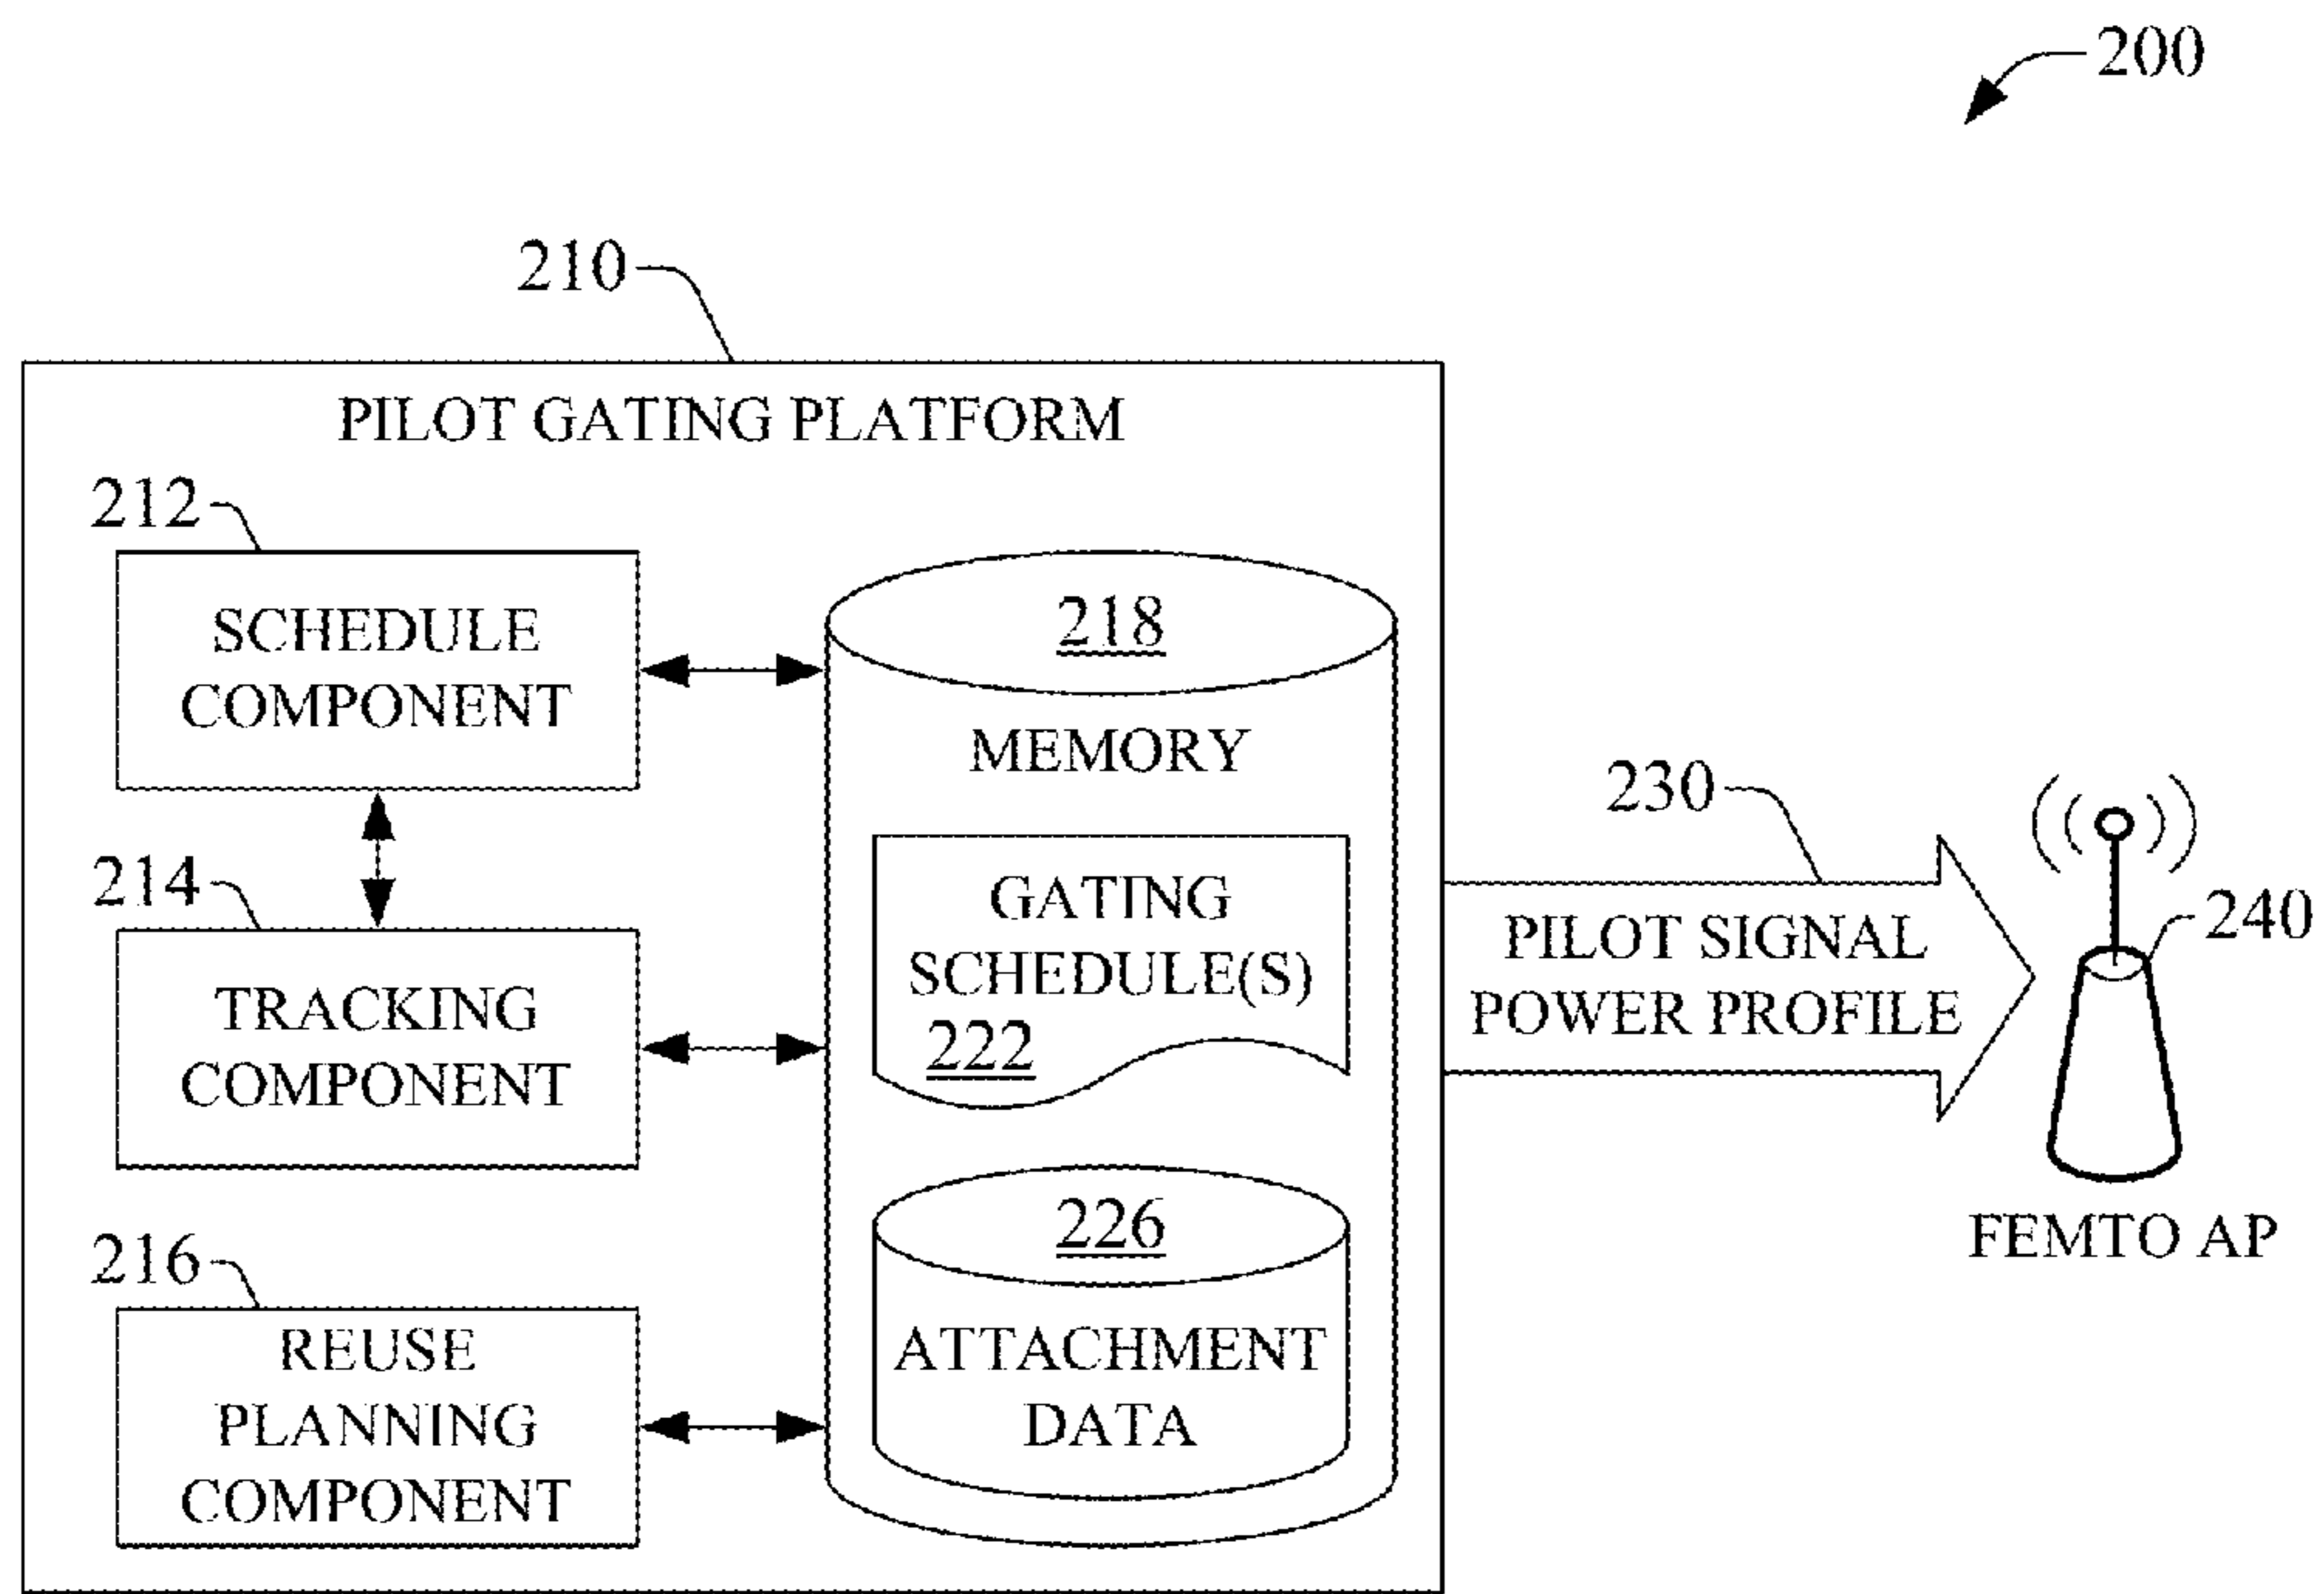 200
210
PILOT GATING PLATFORM
212
SCHEDULE
COMPONENT
218
MEMORY
230
214
GATING
SCHEDULE(S)
222
PILOT SIGNAL
POWER PROFILE
240
TRACKING
COMPONENT
216
226
FEMTO AP
REUSE
PLANNING
COMPONENT
ATTACHMENT
DATA